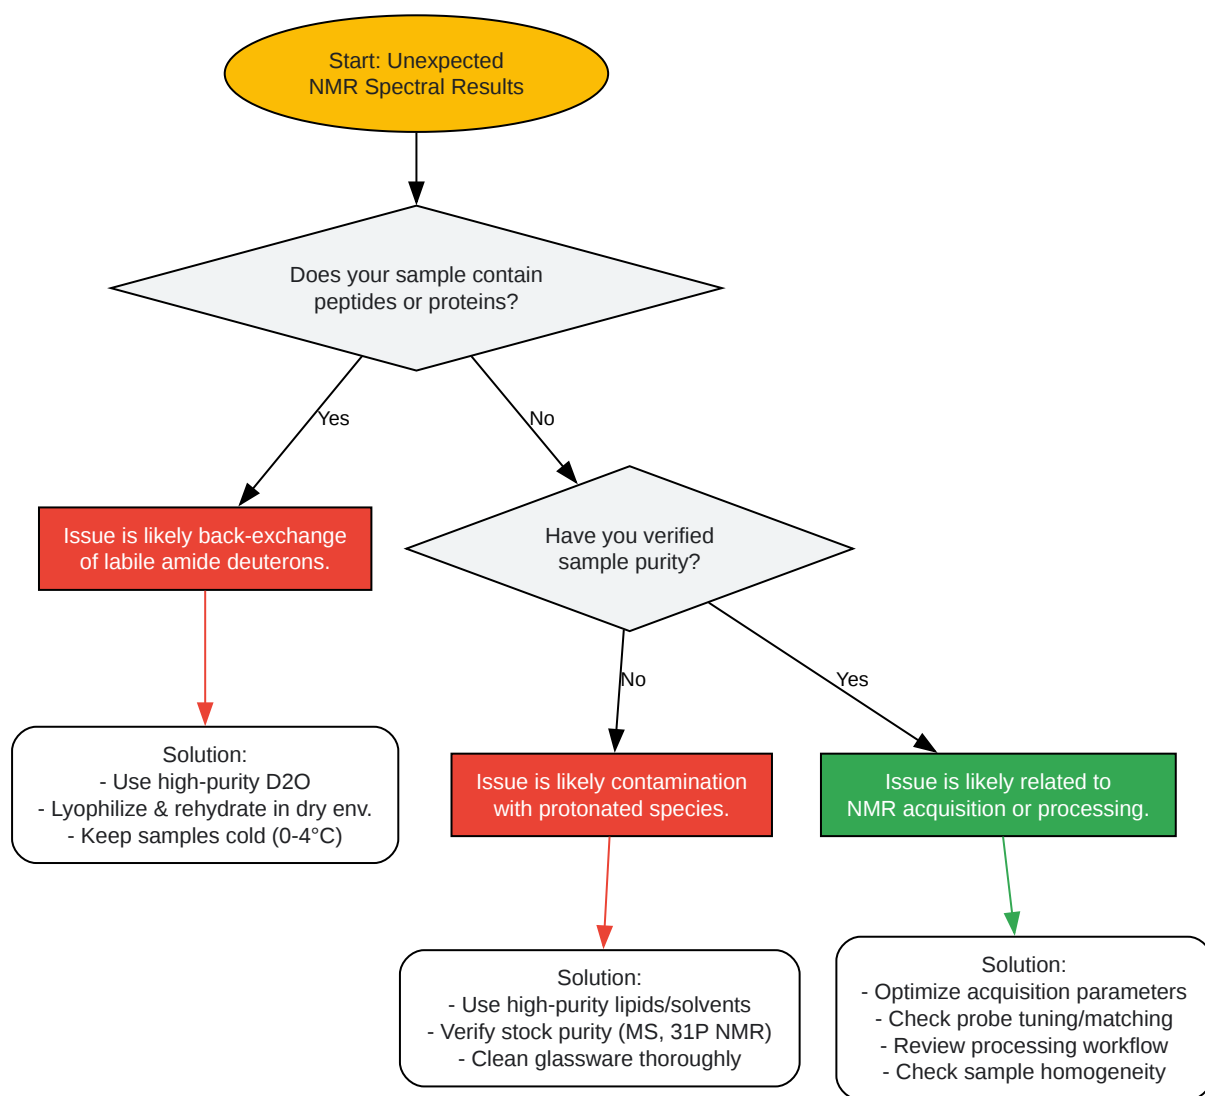 Start: Unexpected
NMR Spectral Results
Does your sample contain
peptides or proteins?
Yes
No
Issue is likely back-exchange
of labile amide deuterons.
Have you verified
sample purity?
No
Yes
Solution:
- Use high-purity D2O
- Lyophilize & rehydrate in dry env.
- Keep samples cold (0-4°C)
Issue is likely contamination
with protonated species.
Issue is likely related to
NMR acquisition or processing.
Solution:
- Use high-purity lipids/solvents
- Verify stock purity (MS, 31P NMR)
- Clean glassware thoroughly
Solution:
- Optimize acquisition parameters
- Check probe tuning/matching
- Review processing workflow
- Check sample homogeneity